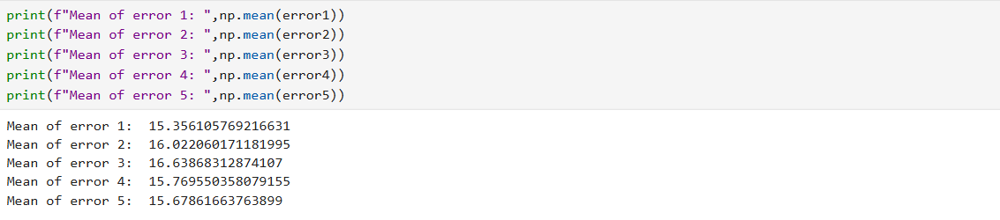 print(f"Mean of error 1: ",np.mean(error1))
print(f"Mean of error 2: ",np.mean(error2))
print(f"Mean of error 3: ",np.mean(error3))
print(f"Mean of error 4: ",np.mean(error4))
print(f"Mean of error 5: ",np.mean(error5))
Mean of error 1:  15.356105769216631
Mean of error 2:  16.022060171181995
Mean of error 3:  16.63868312874107
Mean of error 4:  15.769550358079155
Mean of error 5:  15.67861663763899